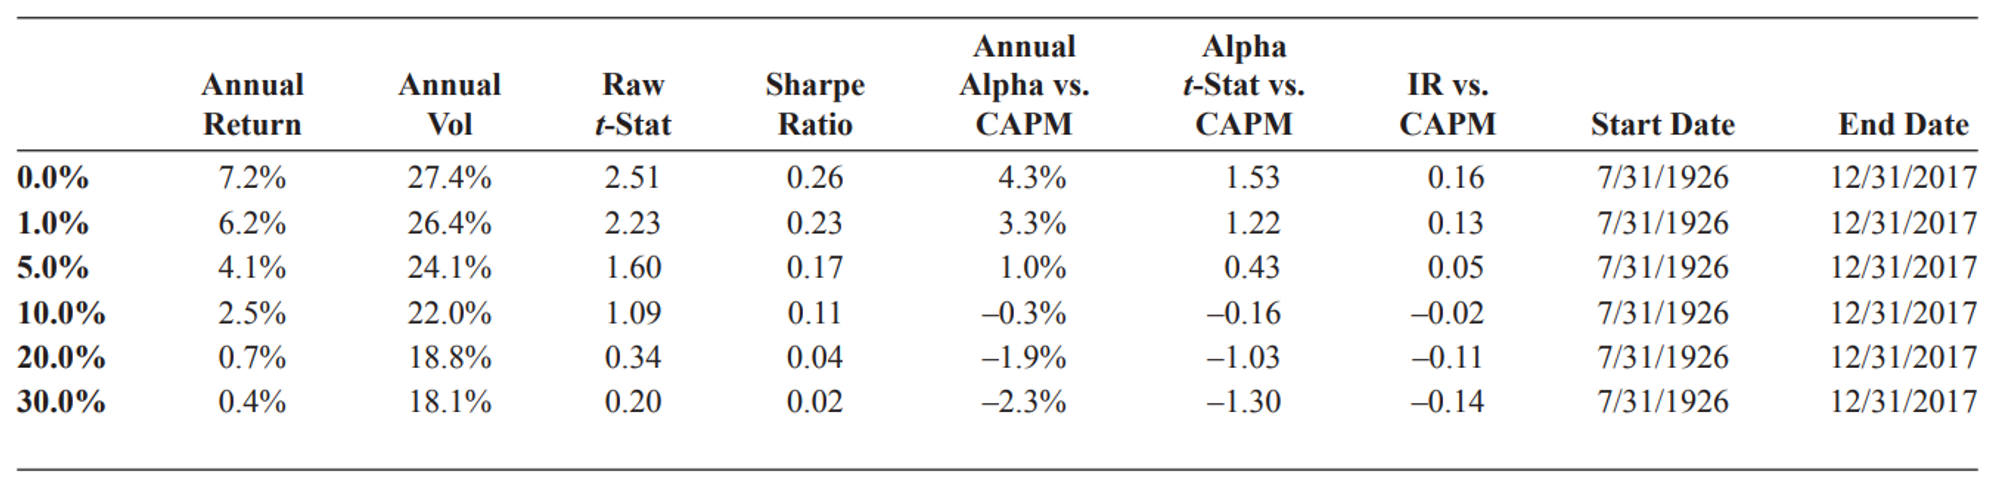 Annual Alpha
Annual Annual Raw Sharpe Alpha vs. t-Stat vs. IR vs.
Return Vol t-Stat Ratio CAPM CAPM CAPM Start Date End Date
0.0% 7.2% 27.4% 2.51 0.26 4.3% 1.53 0.16 7/31/1926 12/31/2017
1.0% 6.2% 26.4% 2.23 0.23 3.3% 1.22 0.13 7/31/1926 12/31/2017
5.0% 4.1% 24.1% 1.60 0.17 1.0% 0.43 0.05 7/31/1926 12/31/2017
10.0% 2.5% 22.0% 1.09 0.11 –0.3% –0.16 –0.02 7/31/1926 12/31/2017
20.0% 0.7% 18.8% 0.34 0.04 –1.9% –1.03 –0.11 7/31/1926 12/31/2017
30.0% 0.4% 18.1% 0.20 0.02 –2.3% –1.30 –0.14 7/31/1926 12/31/2017